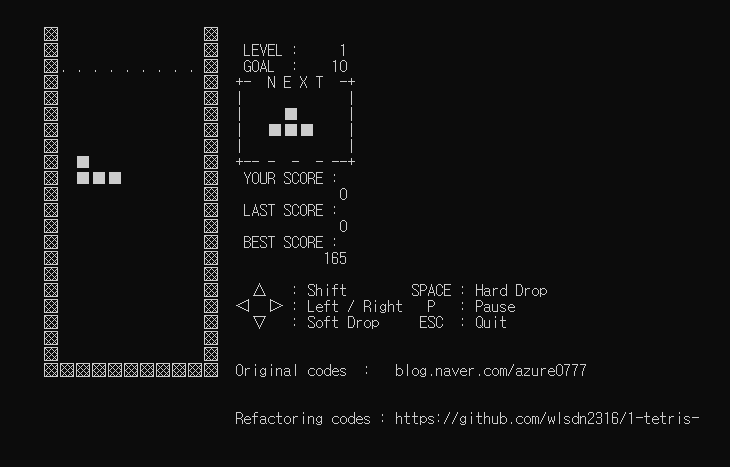 LEVEL : 1
GOAL : 10
N E X T
YOUR SCORE :
0
LAST SCORE :
0
BEST SCORE :
165
△ : Shift SPACE : Hard Drop
◁ ▷ : Left / Right P : Pause
▽ : Soft Drop ESC : Quit
Original codes : blog.naver.com/azure0777
Refactoring codes : https://github.com/wlsdn2316/1-tetris-